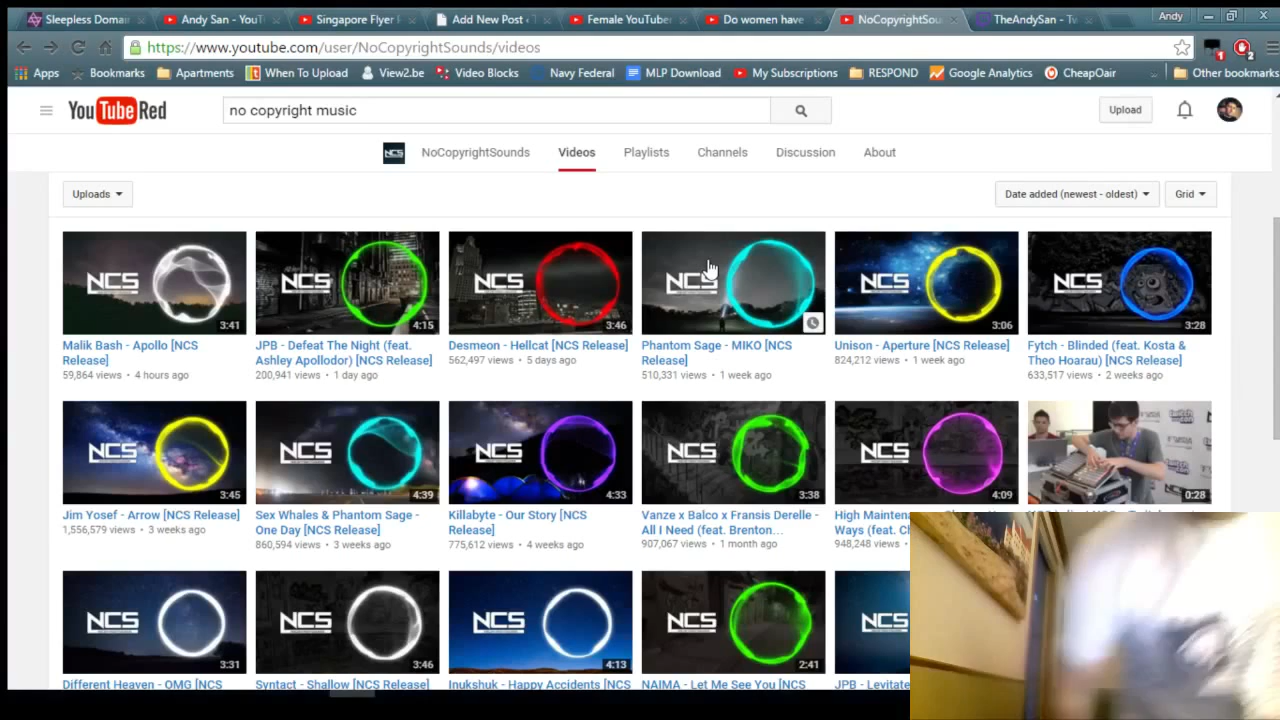 Sleepless Domai
Andy San - YouT
Singapore Flyer
Add New Post ‹
Female YouTuber
Do women have
NoCopyrightSou
TheAndySan - Tw
Andy
https://www.youtube.com/user/NoCopyrightSounds/videos
1
2
Apps
Bookmarks
Apartments
When To Upload
View2.be
Video Blocks
Navy Federal
MLP Download
My Subscriptions
RESPOND
Google Analytics
CheapOair
»
Other bookmarks
YouTube Red
no copyright music
Upload
NCS
NoCopyrightSounds
Videos
Playlists
Channels
Discussion
About
Uploads
Date added (newest - oldest)
Grid
NCS
3:41
NCS
4:15
NCS
3:46
NCS
NCS
3:06
NCS
3:28
Malik Bash - Apollo [NCS
Release]
59,864 views • 4 hours ago
JPB - Defeat The Night (feat.
Ashley Apollodor) [NCS Release]
200,941 views • 1 day ago
Desmeon - Hellcat [NCS Release]
562,497 views • 5 days ago
Phantom Sage - MIKO [NCS
Release]
510,331 views • 1 week ago
Unison - Aperture [NCS Release]
824,212 views • 1 week ago
Fytch - Blinded (feat. Kosta &
Theo Hoarau) [NCS Release]
633,517 views • 2 weeks ago
NCS
3:45
NCS
4:39
NCS
4:33
NCS
3:38
NCS
4:09
0:28
Jim Yosef - Arrow [NCS Release]
1,556,579 views • 3 weeks ago
Sex Whales & Phantom Sage -
One Day [NCS Release]
860,594 views • 3 weeks ago
Killabyte - Our Story [NCS
Release]
775,612 views • 4 weeks ago
Vanze x Balco x Fransis Derelle -
All I Need (feat. Brenton...
907,067 views • 1 month ago
High Maintena
Ways (feat. C
948,248 views
NCS
3:31
NCS
3:46
NCS
4:13
NCS
2:41
NCS
Different Heaven - OMG [NCS
Syntact - Shallow [NCS Release]
Inukshuk - Happy Accidents [NCS
NAIMA - Let Me See You [NCS
JPB - Levitate